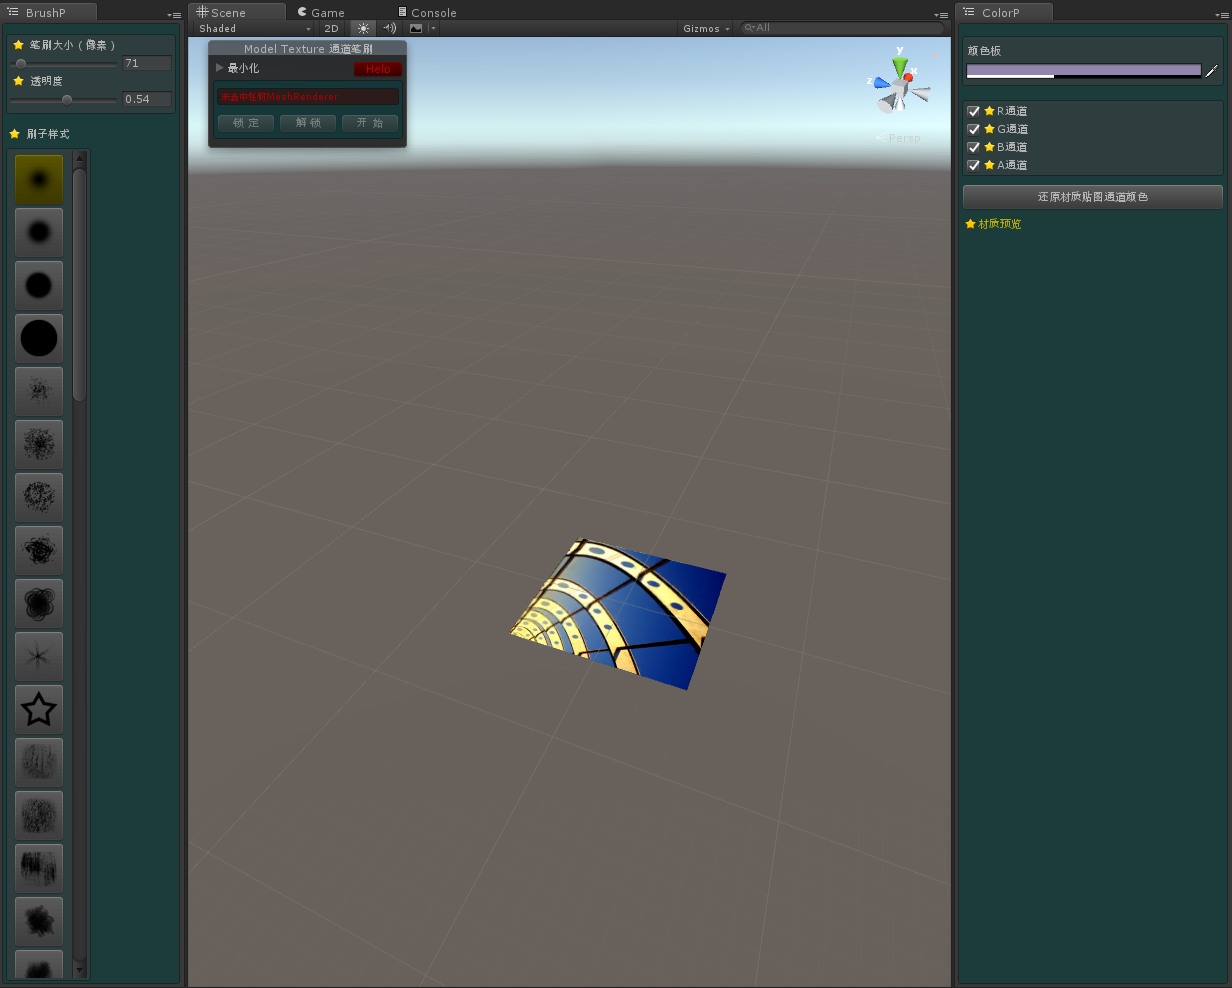 BrushP
笔刷大小 ( 像素 )
71
透明度
0.54
刷子样式
Scene
Game
Console
Shaded
2D
Gizmos
All
Model Texture 通道笔刷
最小化
Help
未选中任何MeshRenderer
锁 定
解 锁
开 始
y
x
z
Persp
ColorP
颜色板
R通道
G通道
B通道
A通道
还原材质贴图通道颜色
材质预览